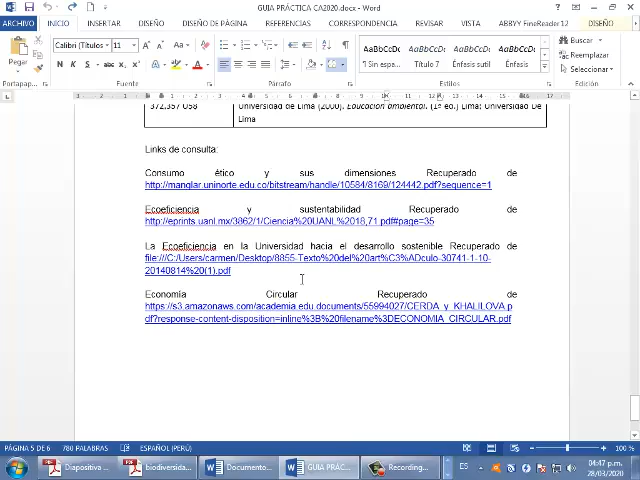 GUIA PRÁCTICA CA2020.docx - Word
ARCHIVO INICIO INSERTAR DISEÑO DISEÑO DE PÁGINA REFERENCIAS CORRESPONDENCIA REVISAR VISTA ABBYY FineReader 12 DISEÑO
Calibri (Títulos 11
Buscar
AaBbCcDc AaBbCcDc AaBbCcDc
Reemplazar
Pegar
N K S
¶ Sin espa... Título 7 Énfasis sutil
Seleccionar
Portapap... Fuente Párrafo Estilos Edición
372,357 U58 Universidad de Lima (2000). Educación ambiental. (1ª ed.) Lima; Universidad De
Lima
Links de consulta:
Consumo ético y sus dimensiones Recuperado de
http://manglar.uninorte.edu.co/bitstream/handle/10584/8169/124442.pdf?sequence=1
Ecoeficiencia y sustentabilidad Recuperado de
http://eprints.uanl.mx/3862/1/Ciencia%20UANL%2018,71.pdf#page=35
La Ecoeficiencia en la Universidad hacia el desarrollo sostenible Recuperado de
file:///C:/Users/carmen/Desktop/8855-Texto%20del%20art%C3%ADculo-30741-1-10-
20140814%20(1).pdf
Economía Circular Recuperado de
https://s3.amazonaws.com/academia.edu.documents/55994027/CERDA_y_KHALILOVA.p
df?response-content-disposition=inline%3B%20filename%3DECONOMIA_CIRCULAR.pdf
PÁGINA 5 DE 6 780 PALABRAS ESPAÑOL (PERÚ) 100 %
Diapositiva ... biodiversida... Documento... GUIA PRÁC... Recording... ES 04:47 p.m.
28/03/2020